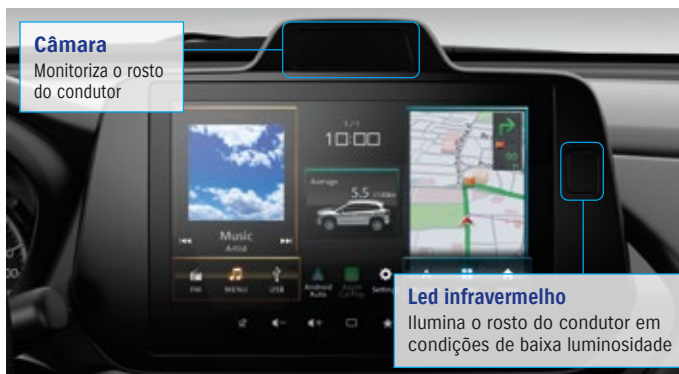 Câmara
Monitoriza o rosto
do condutor
1/1
10:00
Average
5.5
Music
Artist
FM
MENU
USB
Android
Auto
Apple
CarPlay
Settings
90
Led infravermelho
Ilumina o rosto do condutor em
condições de baixa luminosidade